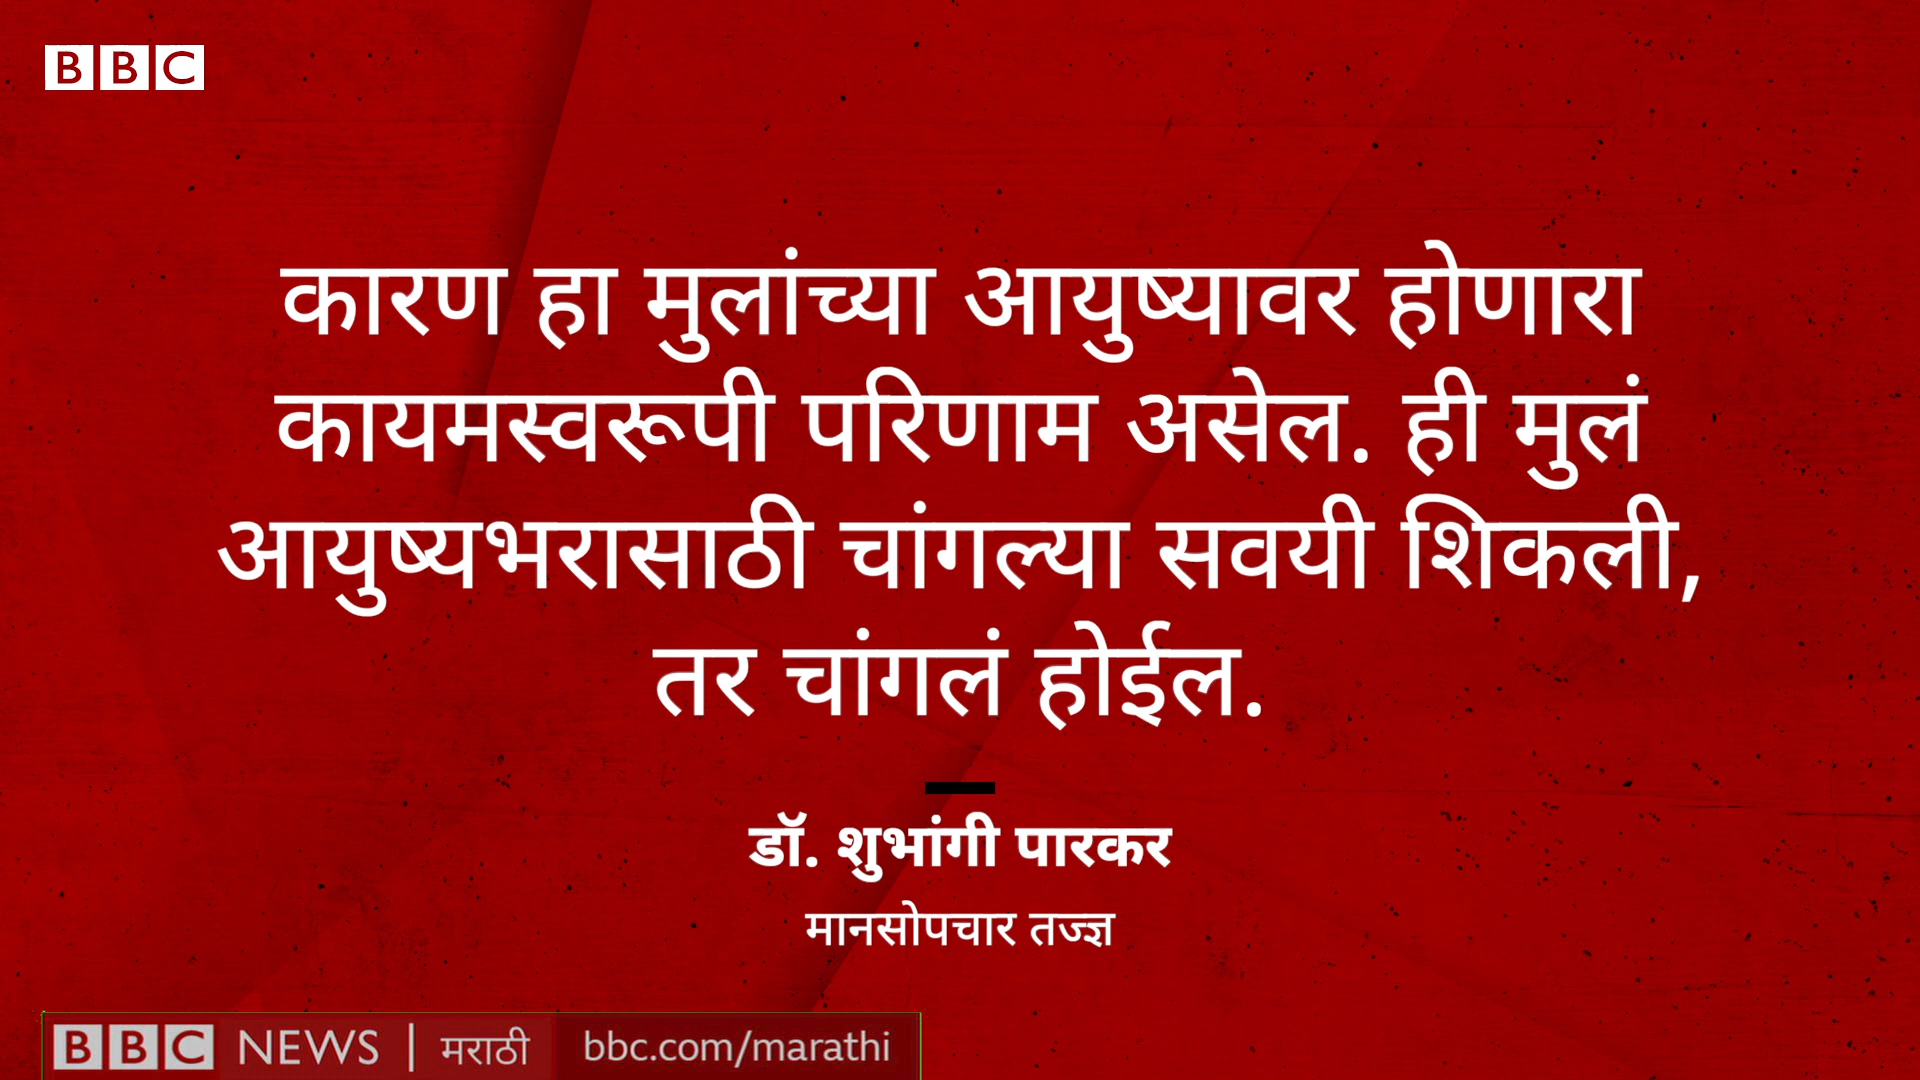 BBC
कारण हा मुलांच्या आयुष्यावर होणारा
कायमस्वरूपी परिणाम असेल. ही मुलं
आयुष्यभरासाठी चांगल्या सवयी शिकली,
तर चांगलं होईल.
डॉ. शुभांगी पारकर
मानसोपचार तज्ज्ञ
BBC NEWS | मराठी bbc.com/marathi